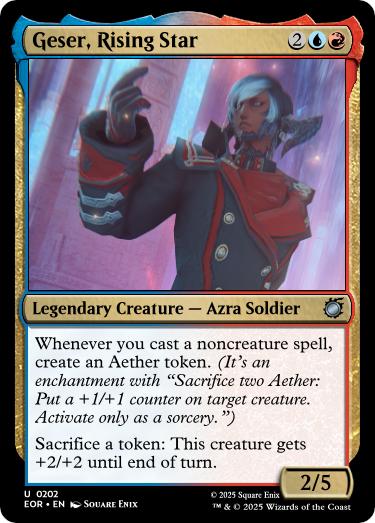 Geser, Rising Star 2
Legendary Creature — Azra Soldier
Whenever you cast a noncreature spell,
create an Aether token. (It's an
enchantment with “Sacrifice two Aether:
Put a +1/+1 counter on target creature.
Activate only as a sorcery.”)
Sacrifice a token: This creature gets
+2/+2 until end of turn.
2/5
U 0202
EOR • EN Square Enix
© 2025 Square Enix
™ & © 2025 Wizards of the Coast